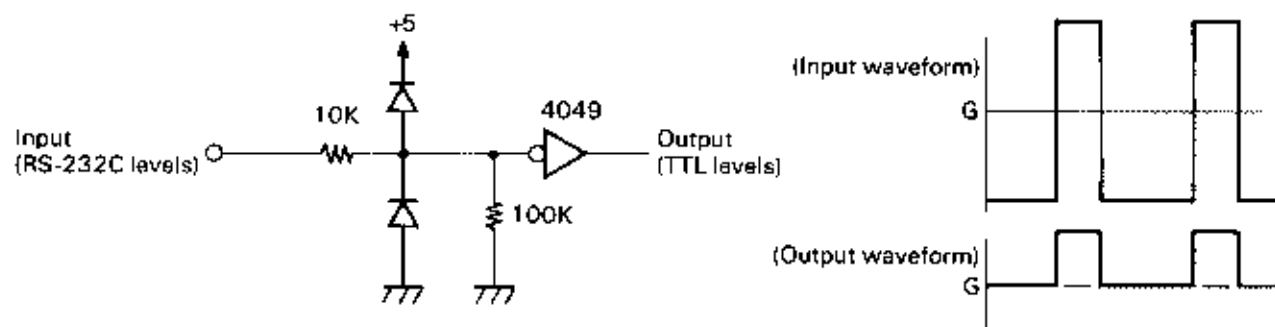 +5
10K
4049
Input
(RS-232C levels)
Output
(TTL levels)
100K
(Input waveform)
G
(Output waveform)
G